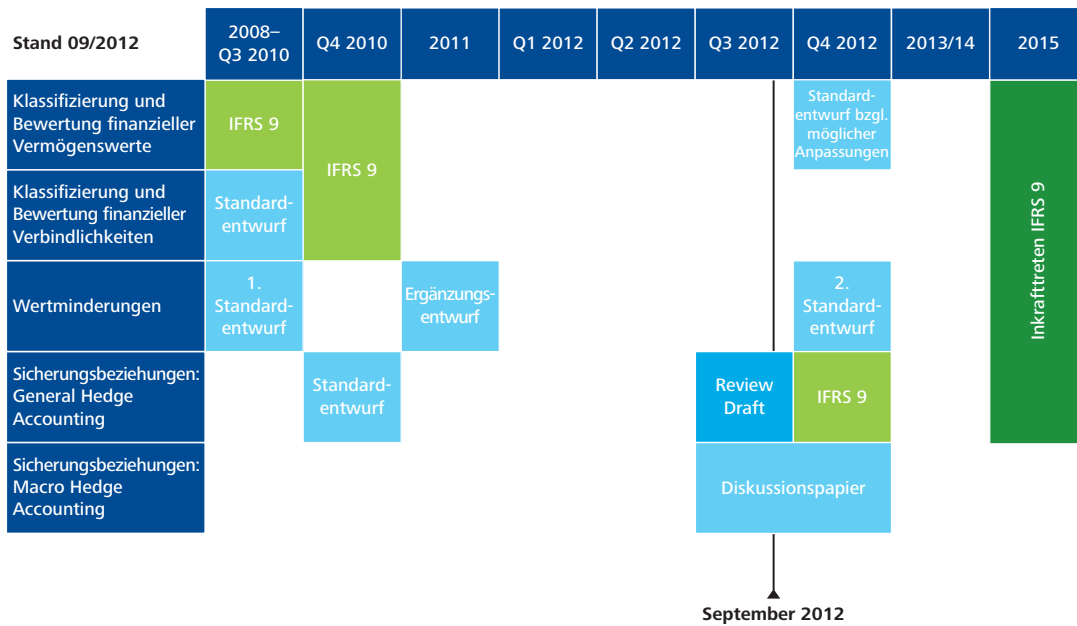 Stand 09/2012
2008–
Q3 2010
Q4 2010
2011
Q1 2012
Q2 2012
Q3 2012
Q4 2012
2013/14
2015
Klassifizierung und
Bewertung finanzieller
Vermögenswerte
IFRS 9
IFRS 9
Standard-
entwurf bzgl.
möglicher
Anpassungen
Inkrafttreten IFRS 9
Klassifizierung und
Bewertung finanzieller
Verbindlichkeiten
Standard-
entwurf
Wertminderungen
1.
Standard-
entwurf
Ergänzungs-
entwurf
2.
Standard-
entwurf
Sicherungsbeziehungen:
General Hedge
Accounting
Standard-
entwurf
Review
Draft
IFRS 9
Sicherungsbeziehungen:
Macro Hedge
Accounting
Diskussionspapier
September 2012